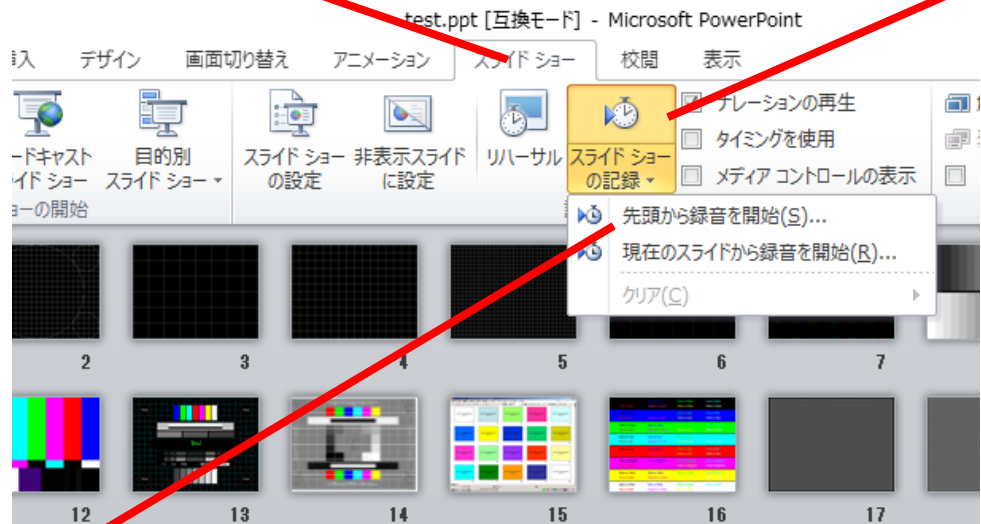 test.ppt [互換モード] - Microsoft PowerPoint
挿入 デザイン 画面切り替え アニメーション スライド ショー 校閲 表示
ードキャスト
イド ショー
目的別
スライド ショー
スライド ショー
の設定
非表示スライド
に設定
リハーサル
スライド ショー
の記録
ナレーションの再生
タイミングを使用
メディア コントロールの表示
ョーの開始
先頭から録音を開始(S)...
現在のスライドから録音を開始(R)...
クリア(C)
2 3 4 5 6 7
12 13 14 15 16 17